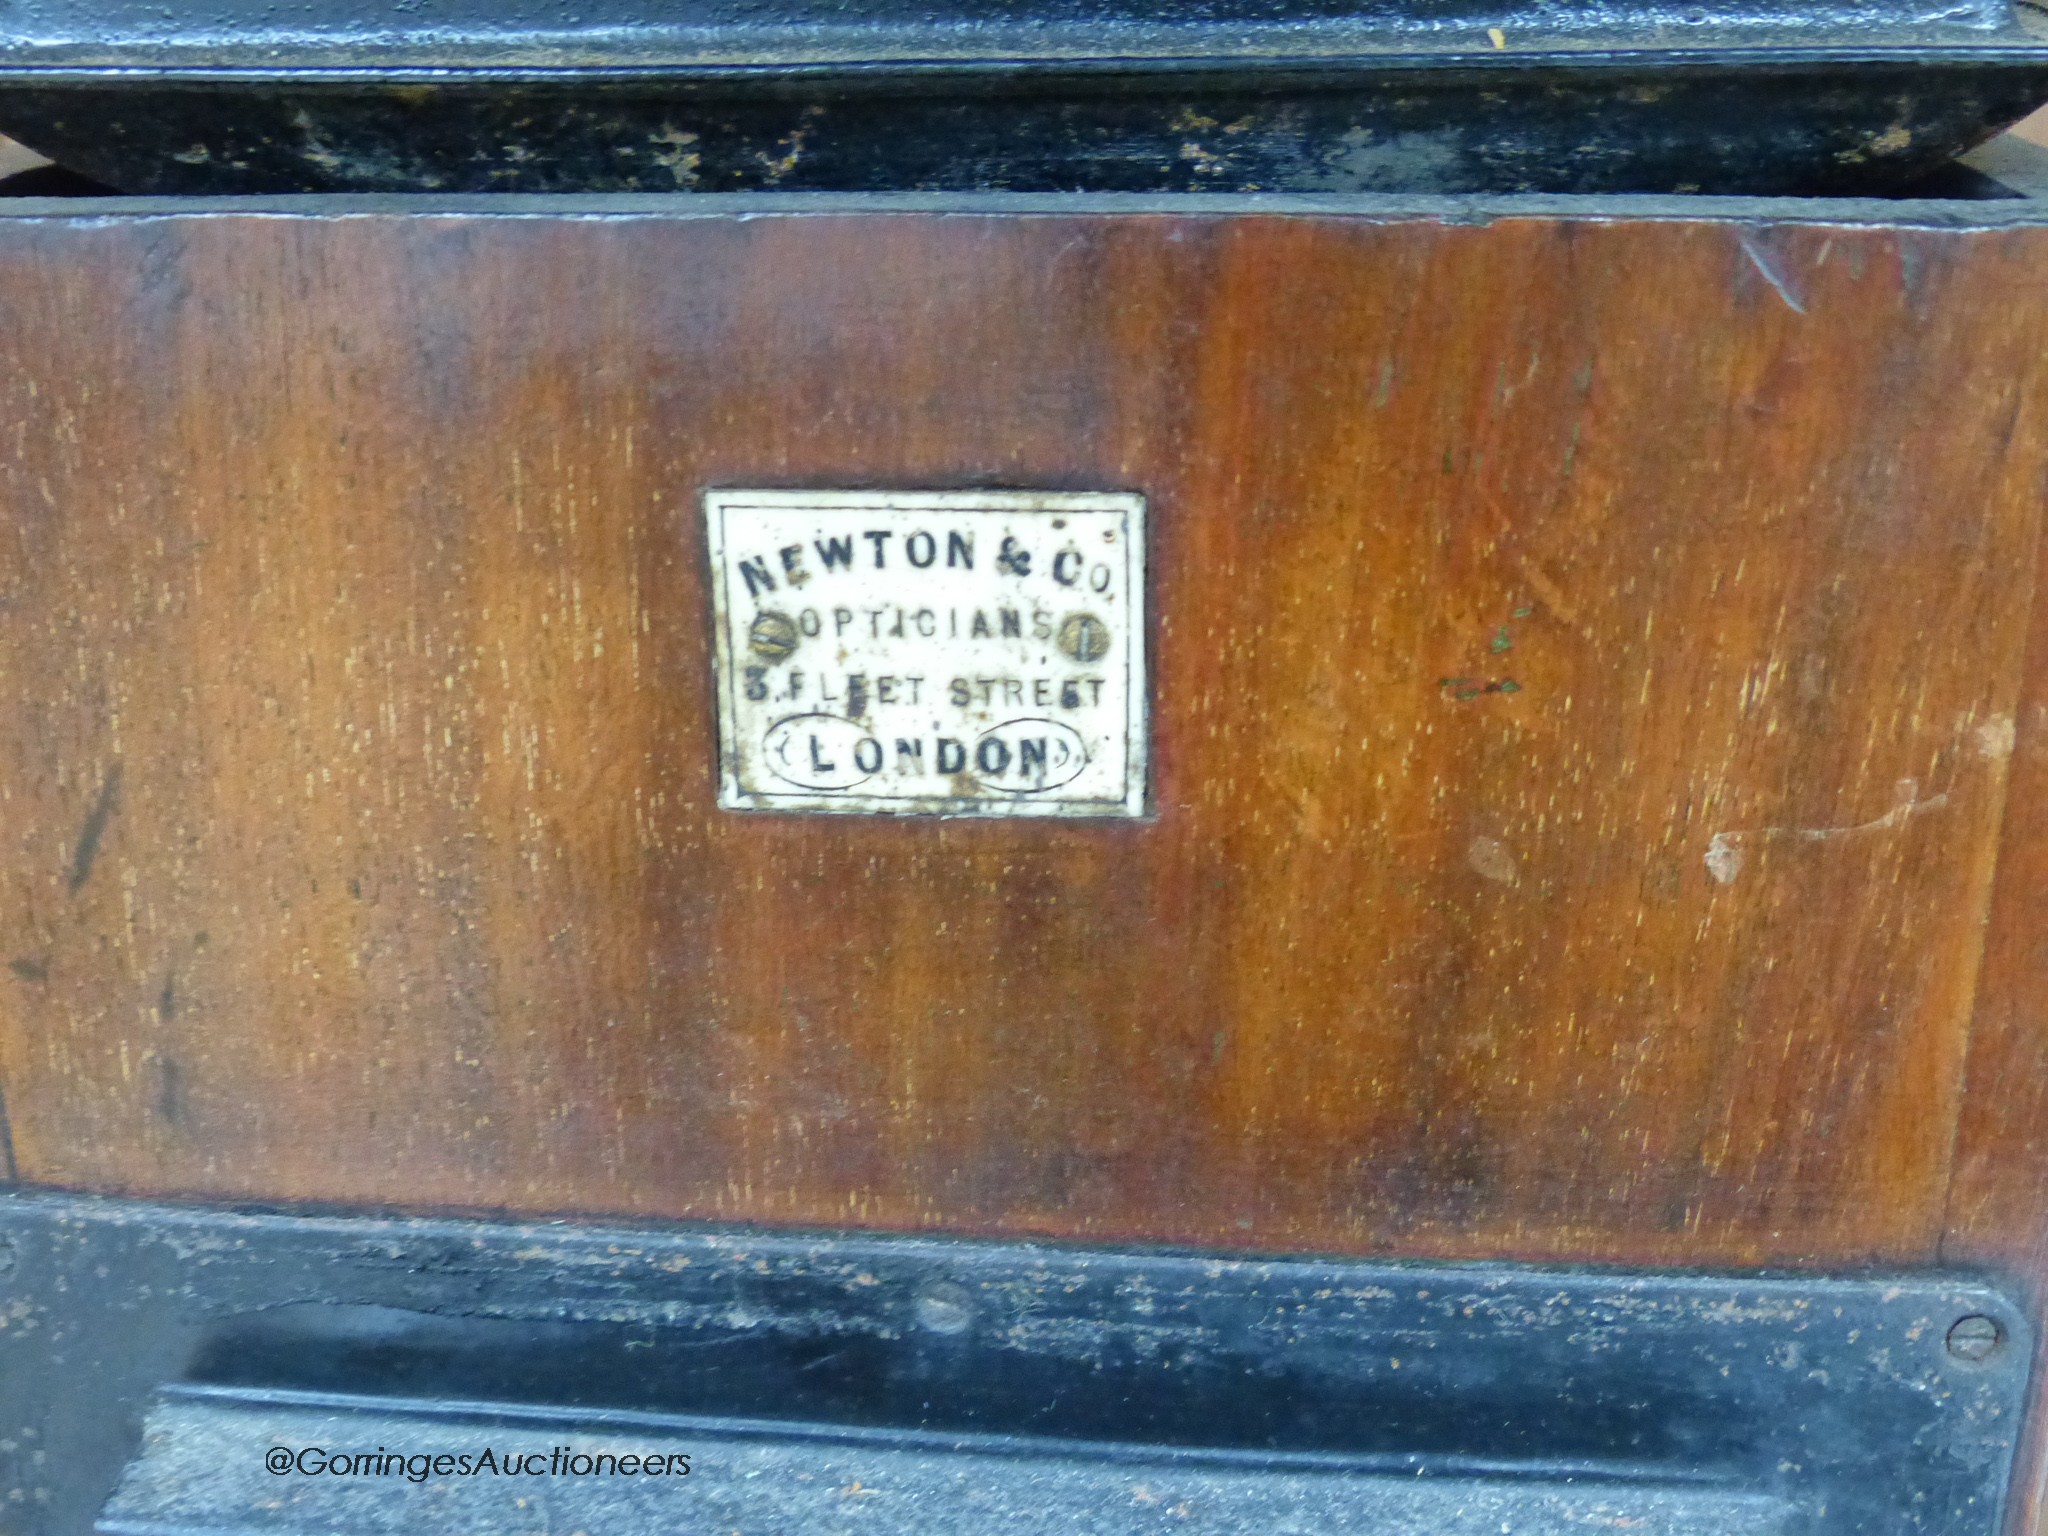 NEWTON & CO.
OPTICIANS
3. FLEET STREET
LONDON
@GorringesAuctioneers